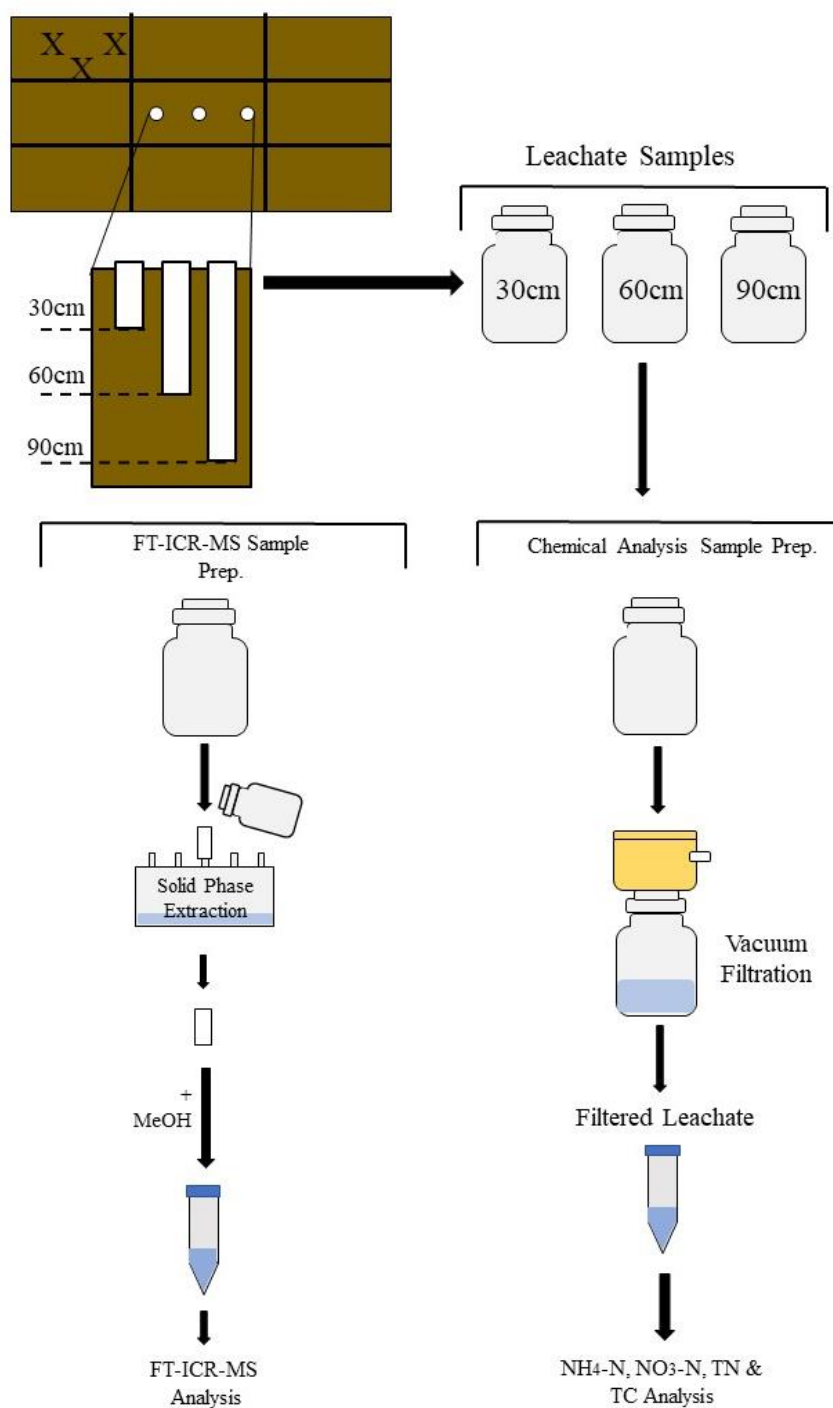 X X
X
Leachate Samples
30cm
60cm
90cm
30cm
60cm
90cm
FT-ICR-MS Sample
Prep.
Solid Phase
Extraction
+
MeOH
FT-ICR-MS
Analysis
Chemical Analysis Sample Prep.
Vacuum
Filtration
Filtered Leachate
NH4-N, NO3-N, TN &
TC Analysis